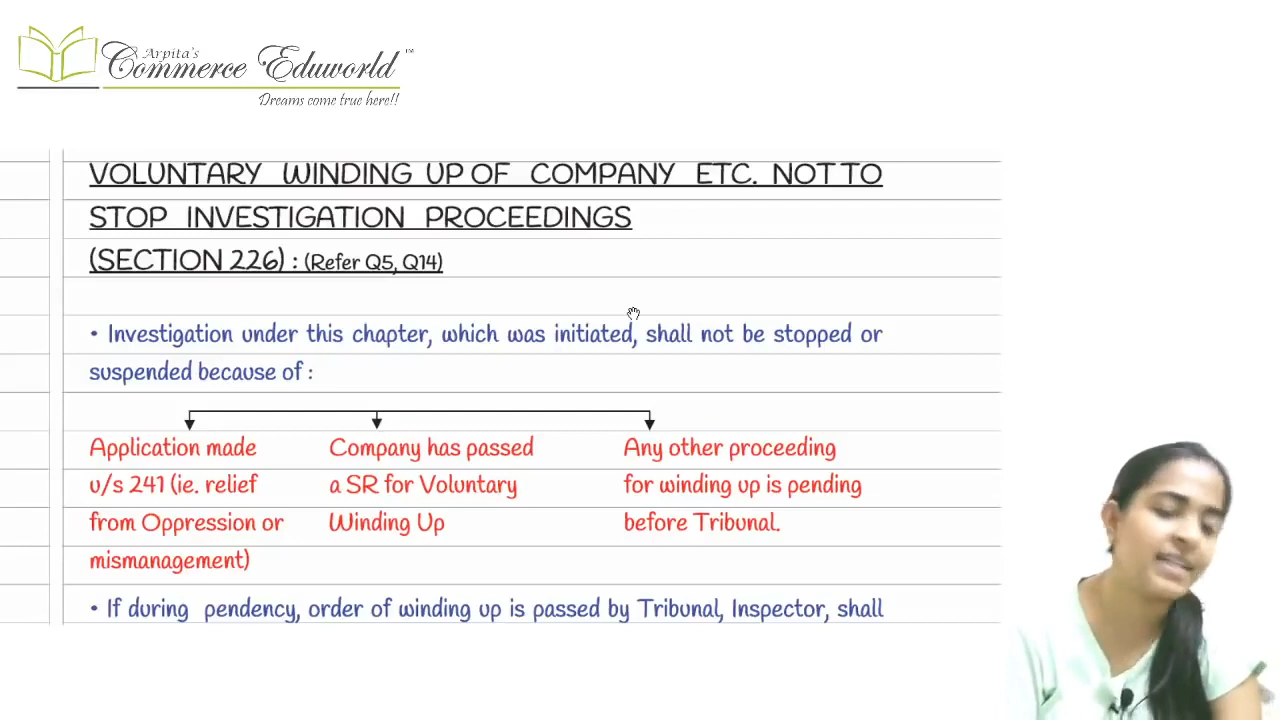 Arpita's
Commerce Eduworld™
Dreams come true here!!
VOLUNTARY WINDING UP OF COMPANY ETC. NOT TO
STOP INVESTIGATION PROCEEDINGS
(SECTION 226) : (Refer Q5, Q14)
• Investigation under this chapter, which was initiated, shall not be stopped or
suspended because of :
Application made
u/s 241 (ie. relief
from Oppression or
mismanagement)
Company has passed
a SR for Voluntary
Winding Up
Any other proceeding
for winding up is pending
before Tribunal.
• If during pendency, order of winding up is passed by Tribunal, Inspector, shall